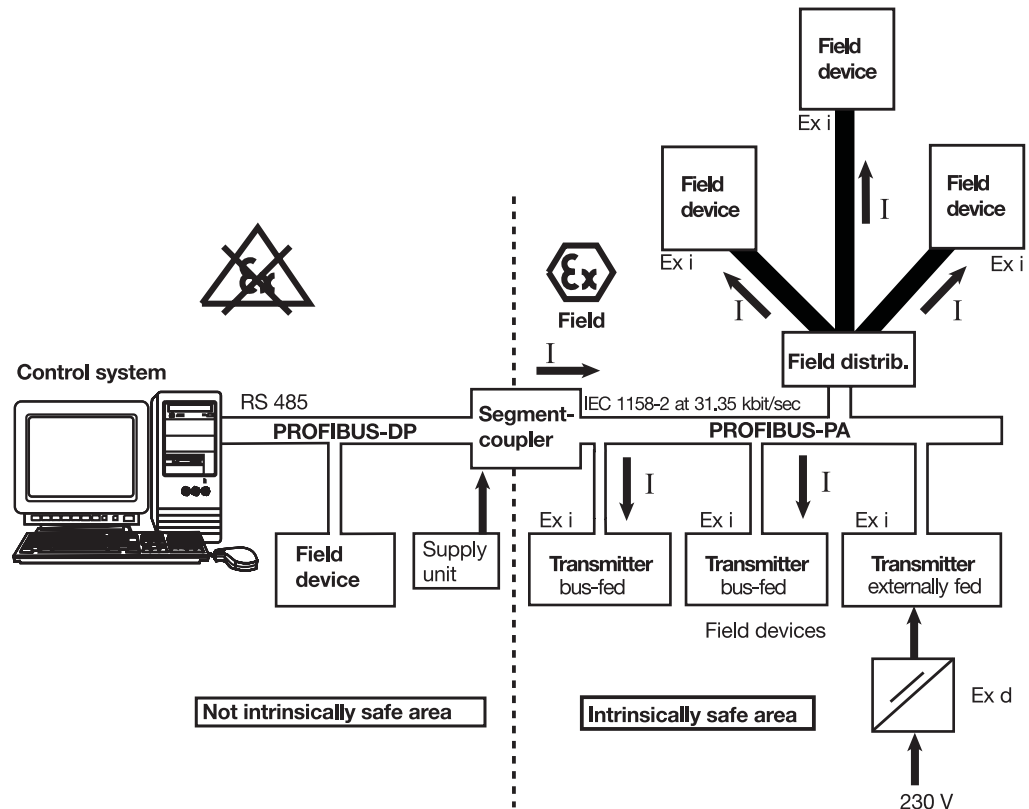 Field
device
Ex i
Field
device
Field
device
I
Ex i
Ex i
I
I
Ex
Ex
Field
Field distrib.
I
Control system
RS 485
IEC 1158-2 at 31.35 kbit/sec
Segment-
coupler
PROFIBUS-DP
PROFIBUS-PA
I
I
Ex i
Ex i
Ex i
Field
device
Supply
unit
Transmitter
bus-fed
Transmitter
bus-fed
Transmitter
externally fed
Field devices
Ex d
Not intrinsically safe area
Intrinsically safe area
230 V